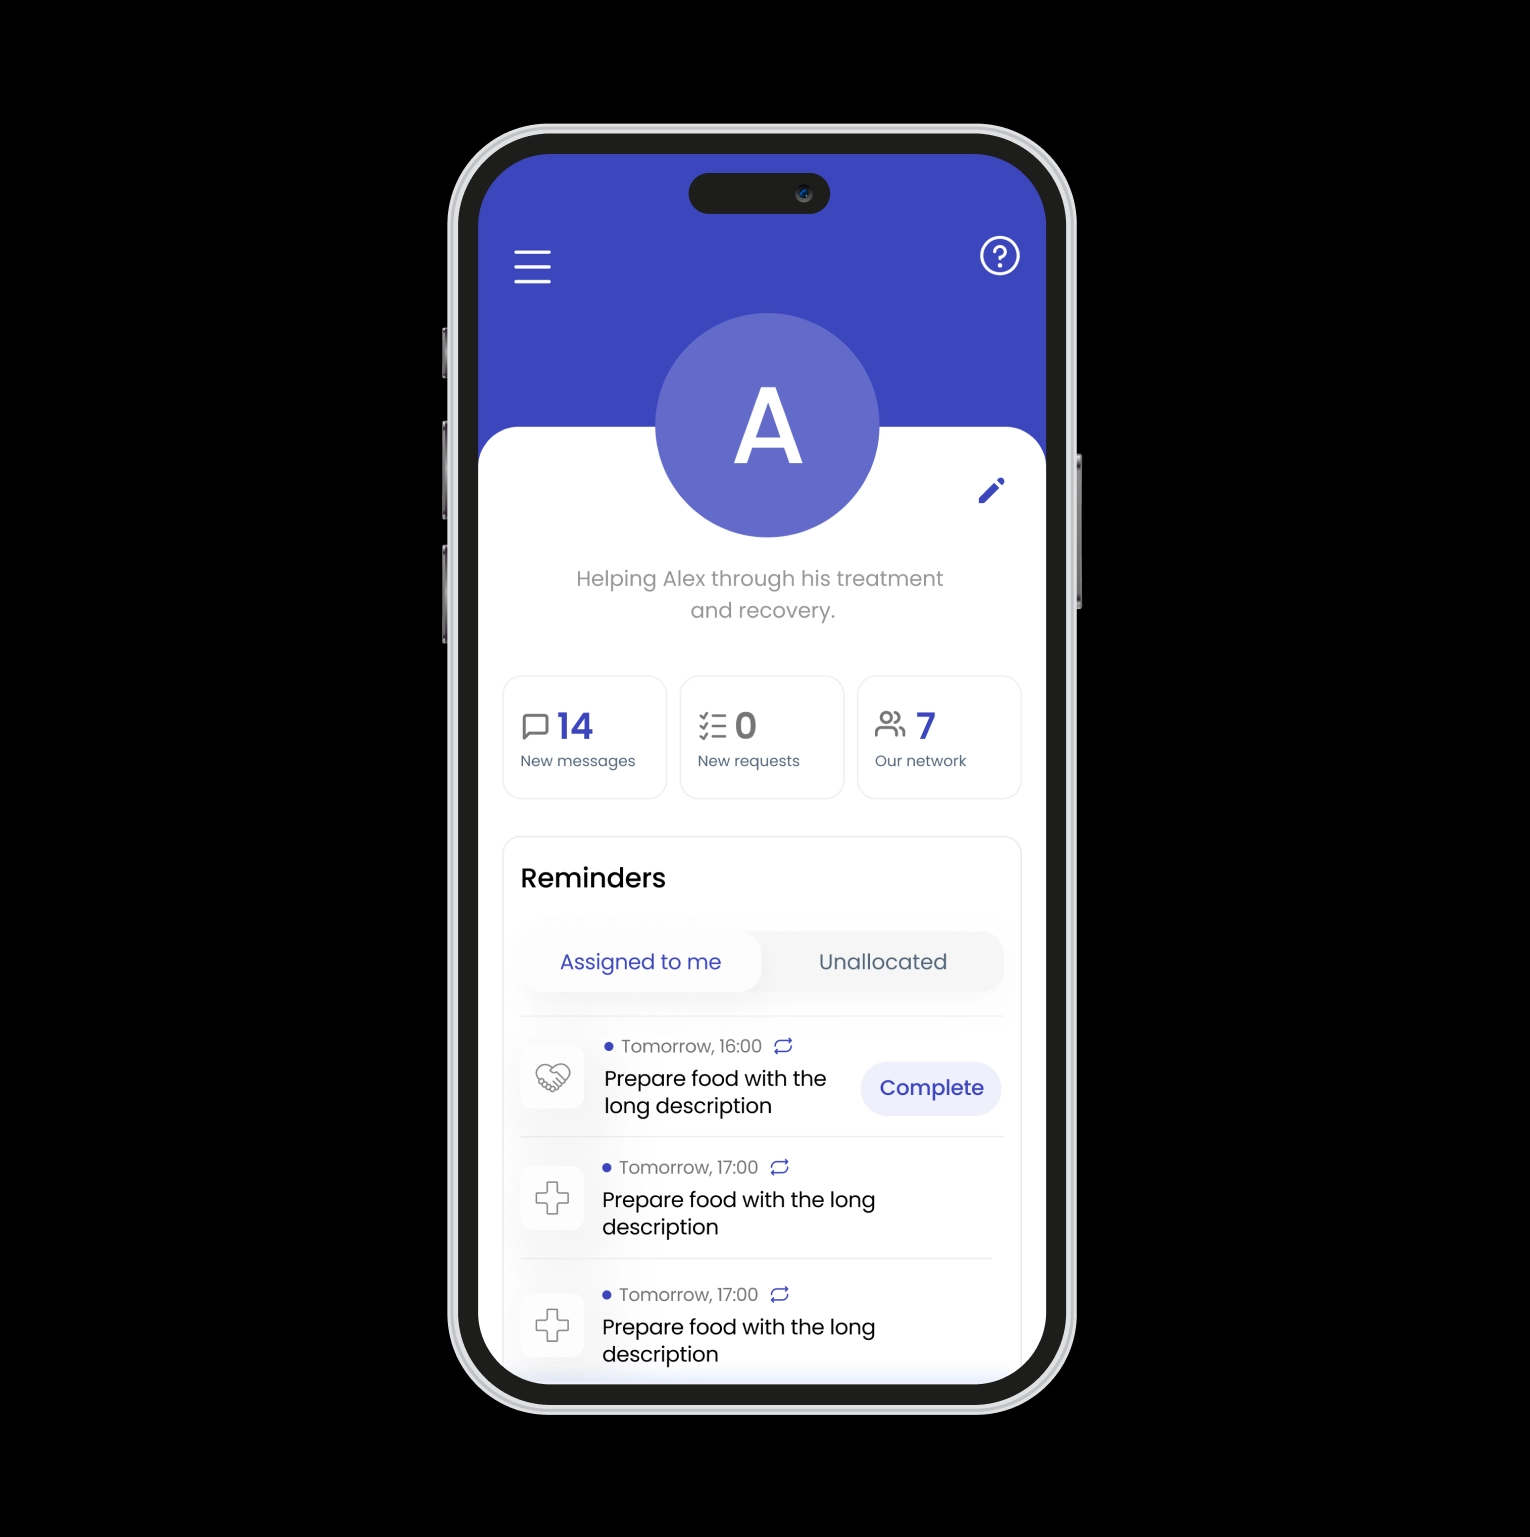 A
Helping Alex through his treatment
and recovery.
14
New messages
0
New requests
7
Our network
Reminders
Assigned to me
Unallocated
Tomorrow, 16:00
Prepare food with the
long description
Complete
Tomorrow, 17:00
Prepare food with the long
description
Tomorrow, 17:00
Prepare food with the long
description